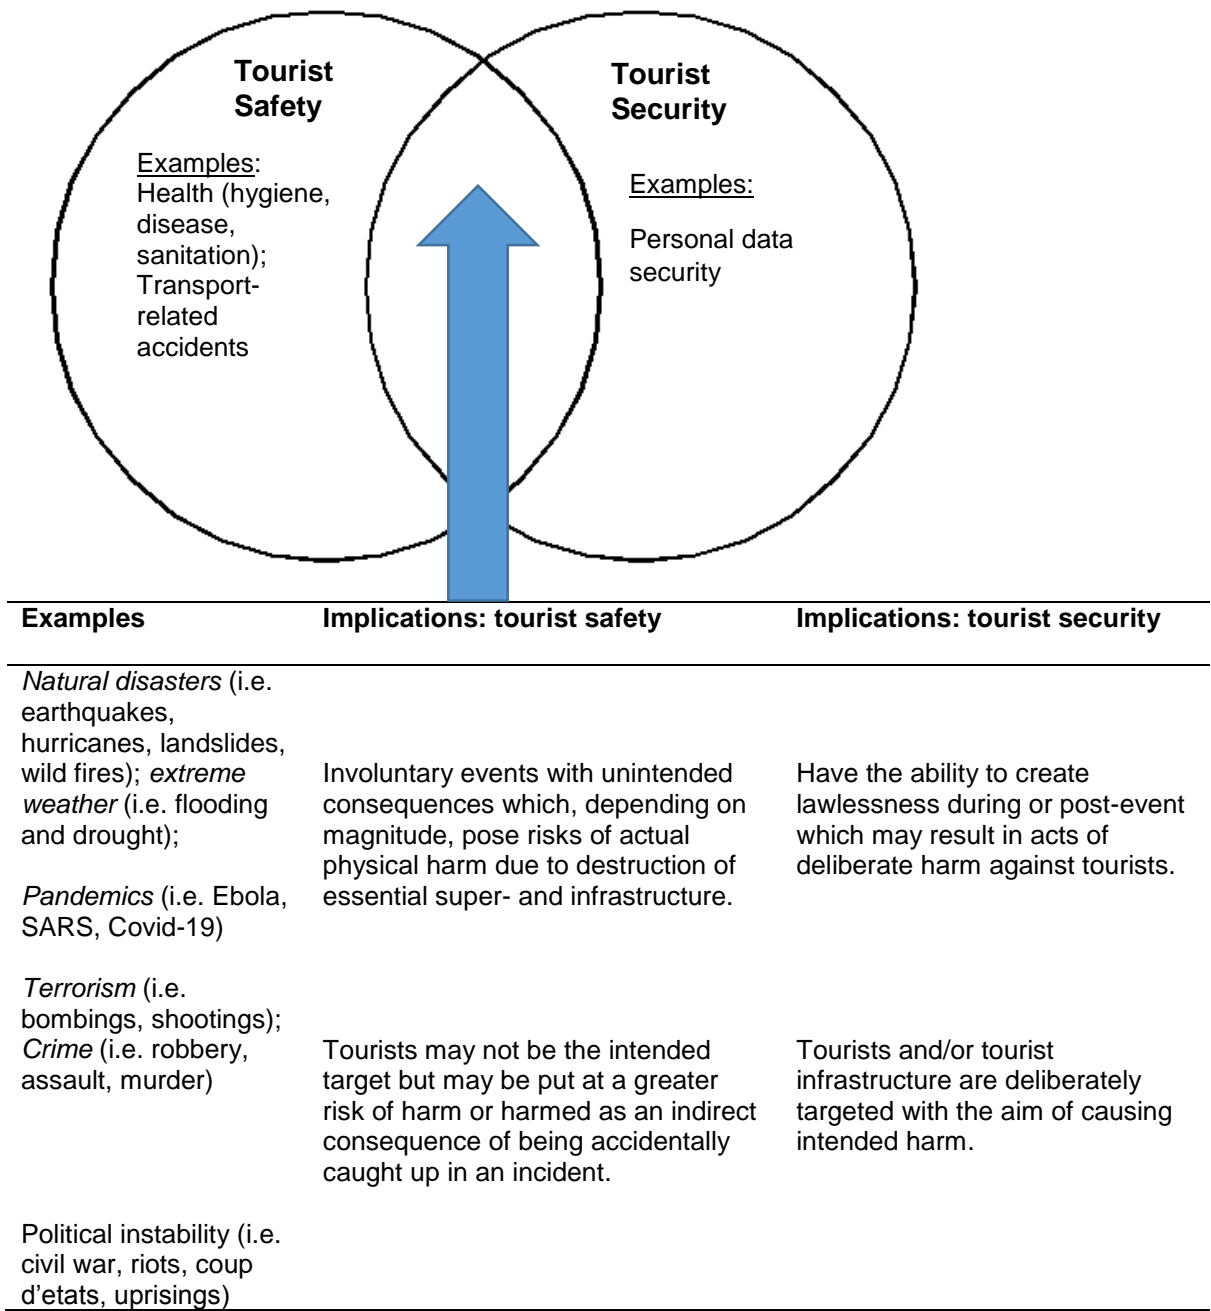 Tourist
Safety
Examples:
Health (hygiene,
disease,
sanitation);
Transport-
related
accidents
Tourist
Security
Examples:
Personal data
security
Examples
Implications: tourist safety
Implications: tourist security
Natural disasters (i.e.
earthquakes,
hurricanes, landslides,
wild fires); extreme
weather (i.e. flooding
and drought);
Pandemics (i.e. Ebola,
SARS, Covid-19)
Involuntary events with unintended
consequences which, depending on
magnitude, pose risks of actual
physical harm due to destruction of
essential super- and infrastructure.
Have the ability to create
lawlessness during or post-event
which may result in acts of
deliberate harm against tourists.
Terrorism (i.e.
bombings, shootings);
Crime (i.e. robbery,
assault, murder)
Tourists may not be the intended
target but may be put at a greater
risk of harm or harmed as an indirect
consequence of being accidentally
caught up in an incident.
Tourists and/or tourist
infrastructure are deliberately
targeted with the aim of causing
intended harm.
Political instability (i.e.
civil war, riots, coup
d'etats, uprisings)